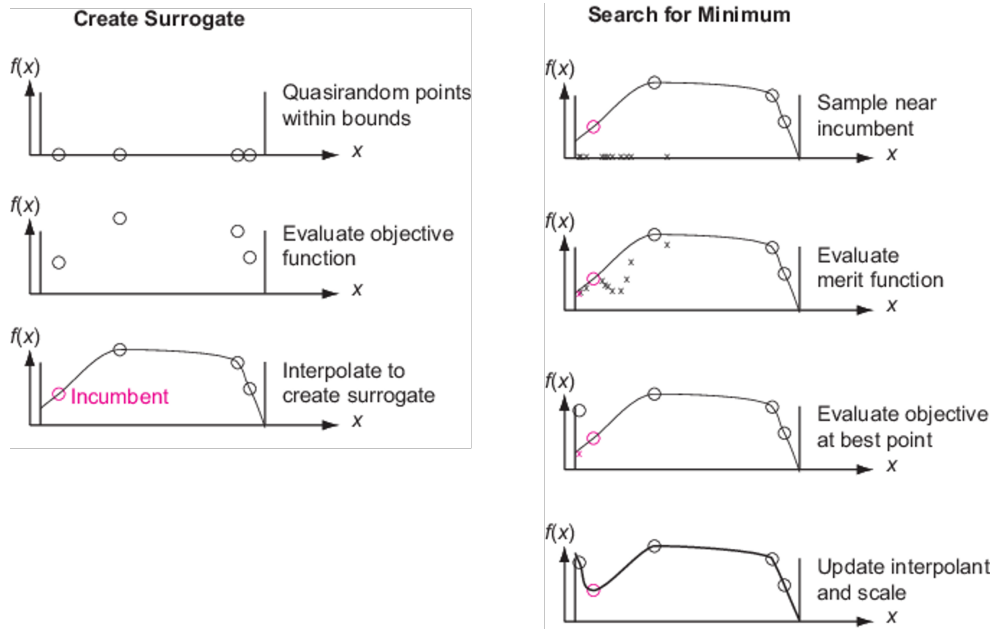 Create Surrogate
f(x)
Quasirandom points
within bounds
x
f(x)
Evaluate objective
function
x
f(x)
Incumbent
Interpolate to
create surrogate
x
Search for Minimum
f(x)
Sample near
incumbent
x
f(x)
Evaluate
merit function
x
f(x)
Evaluate objective
at best point
x
f(x)
Update interpolant
and scale
x